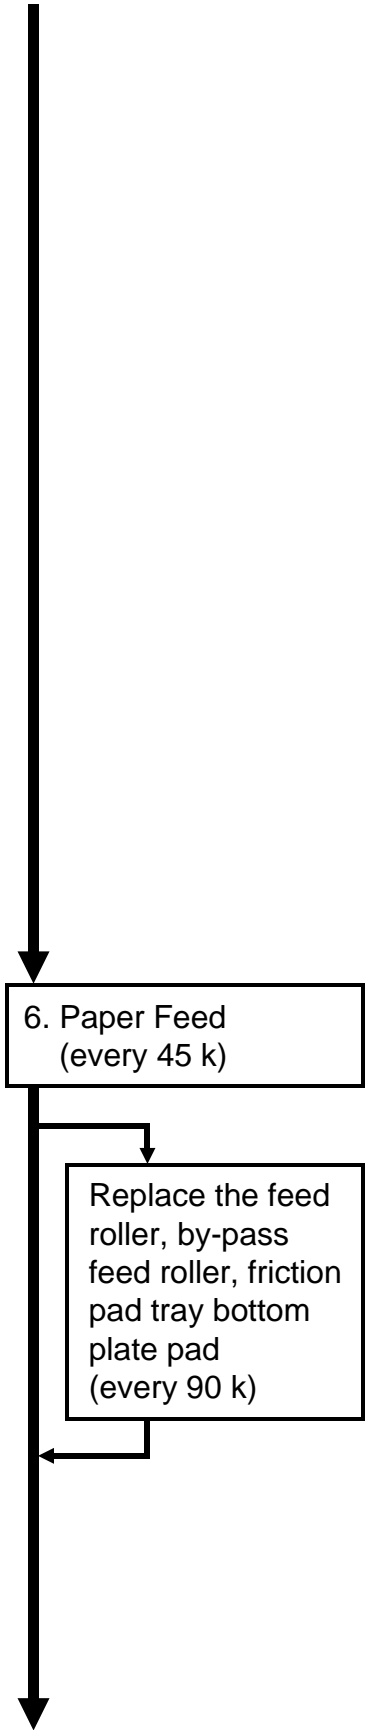 6. Paper Feed
(every 45 k)
Replace the feed
roller, by-pass
feed roller, friction
pad tray bottom
plate pad
(every 90 k)